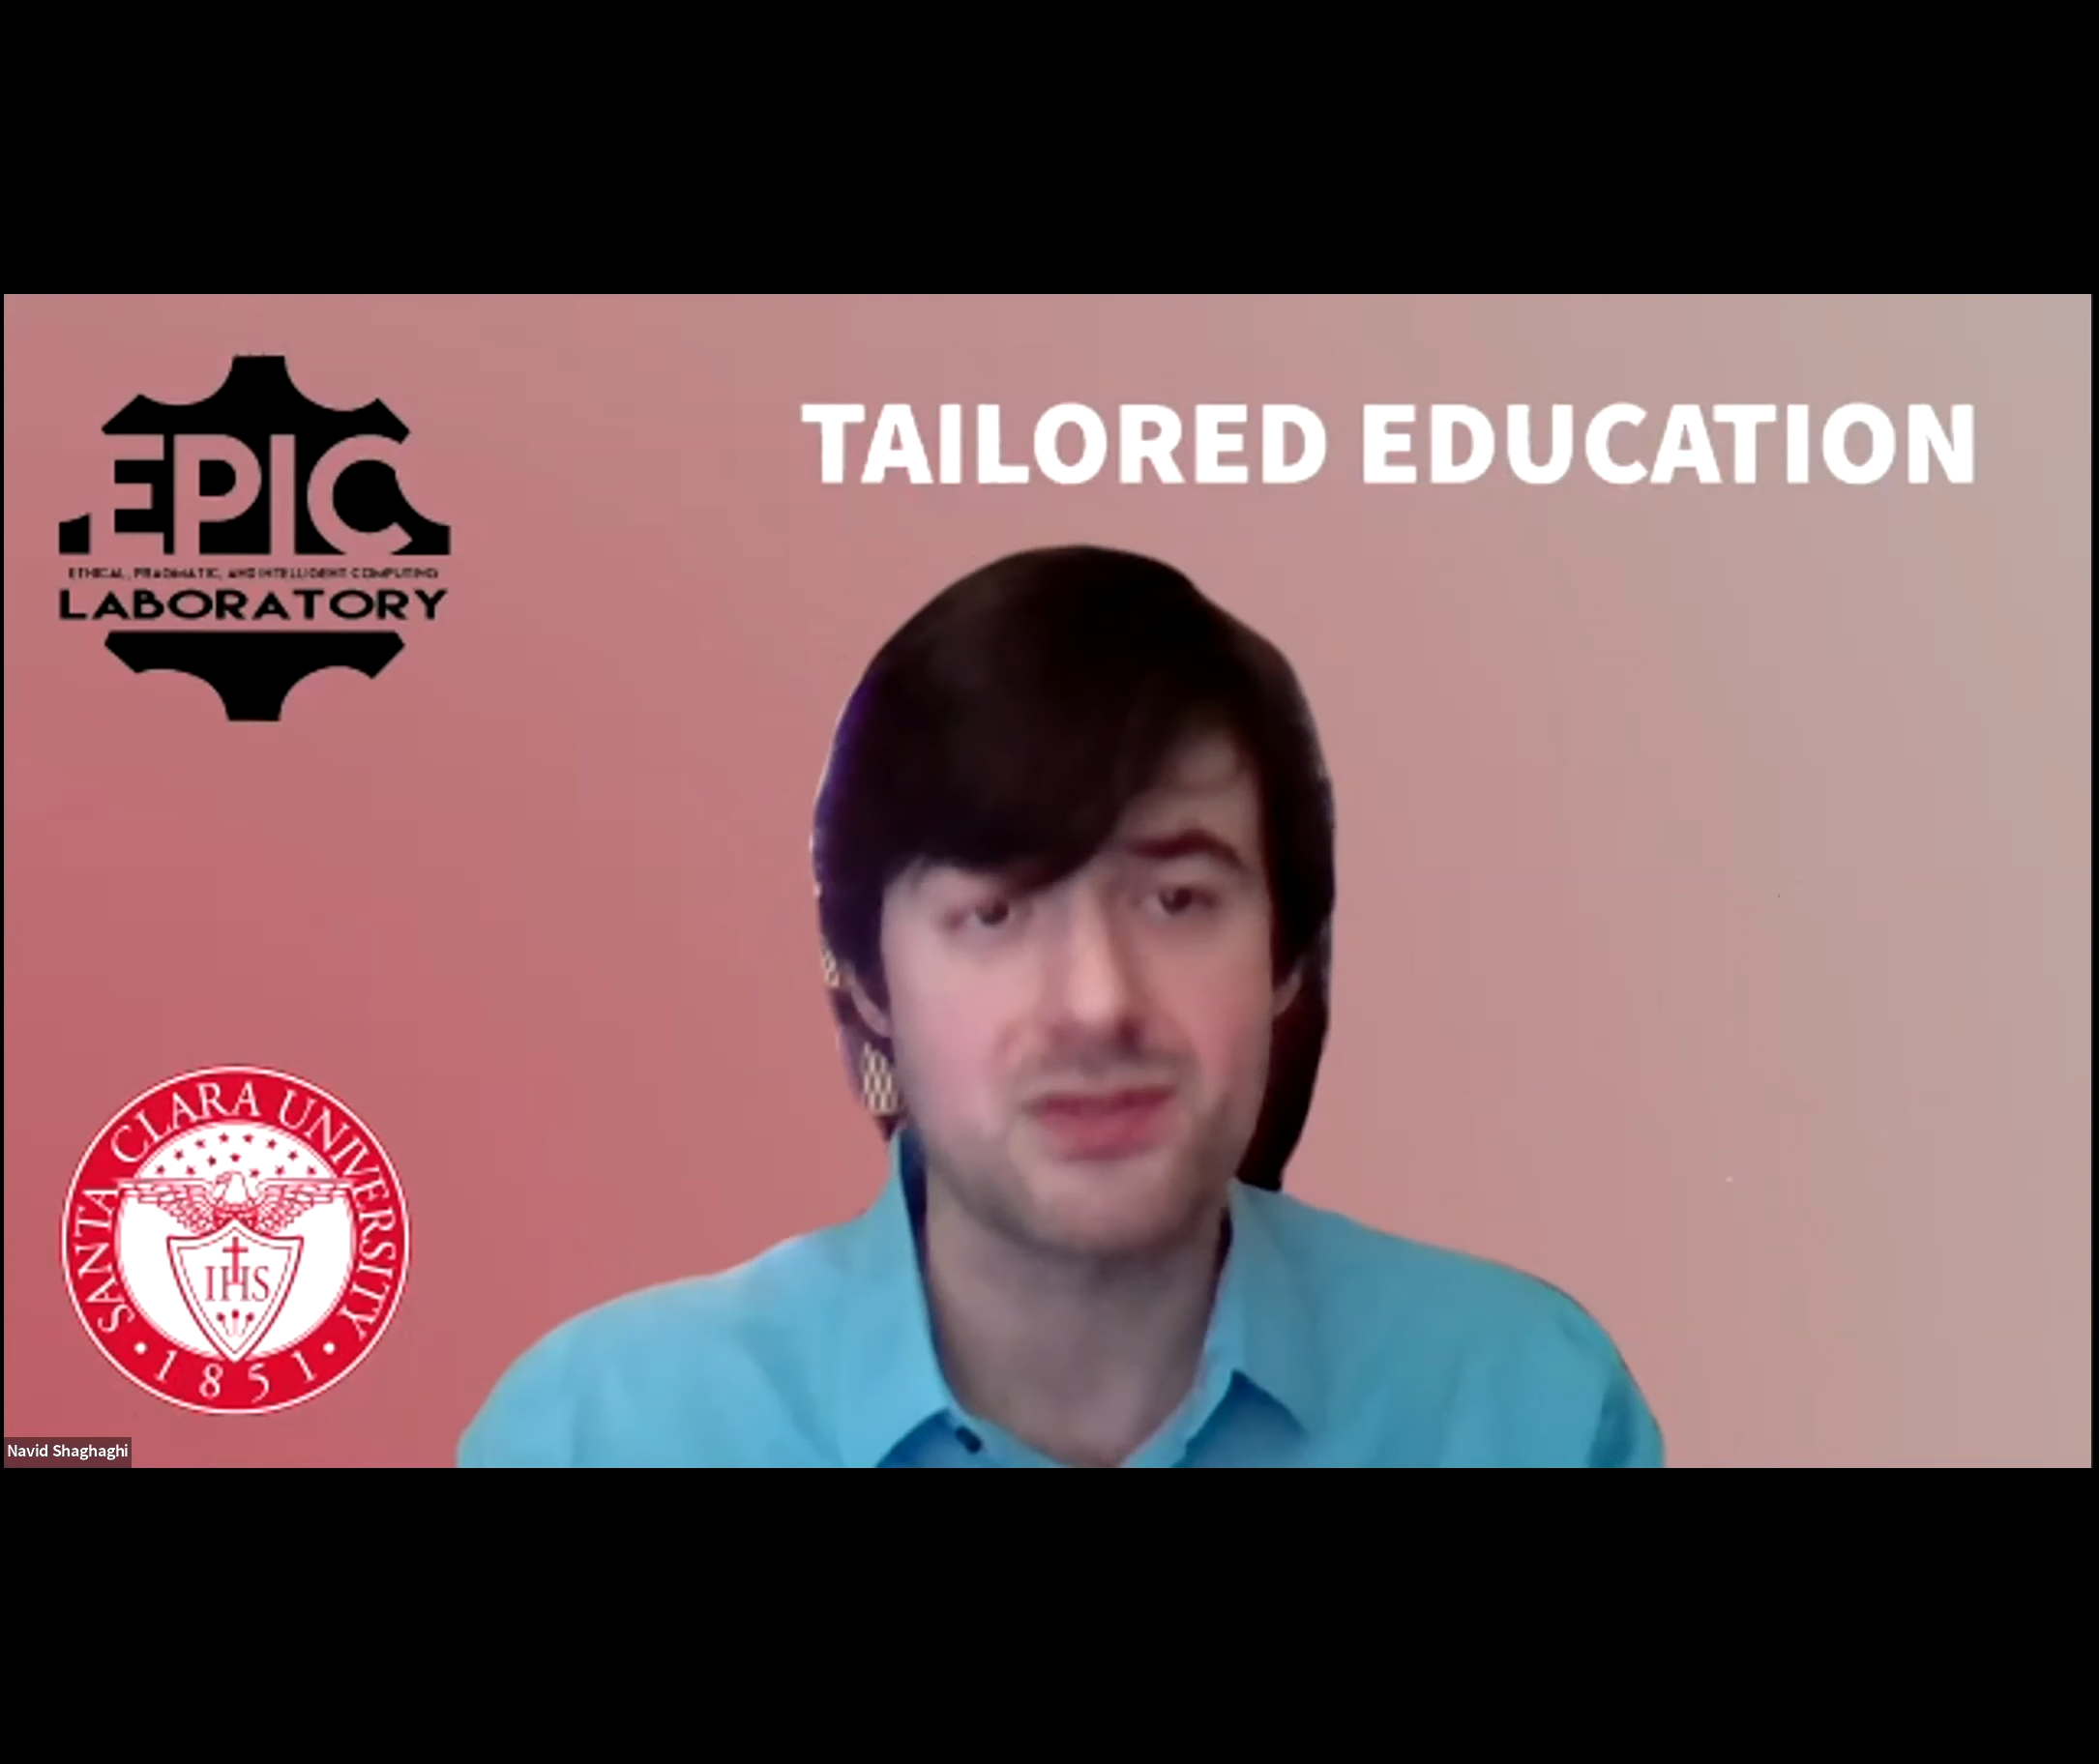 TAILORED EDUCATION
EPIC
ETHICAL, PRAGMATIC, AND INTELLIGENT COMPUTING
LABORATORY
SANTA CLARA UNIVERSITY
IHS
• 1851 •
Navid Shaghaghi